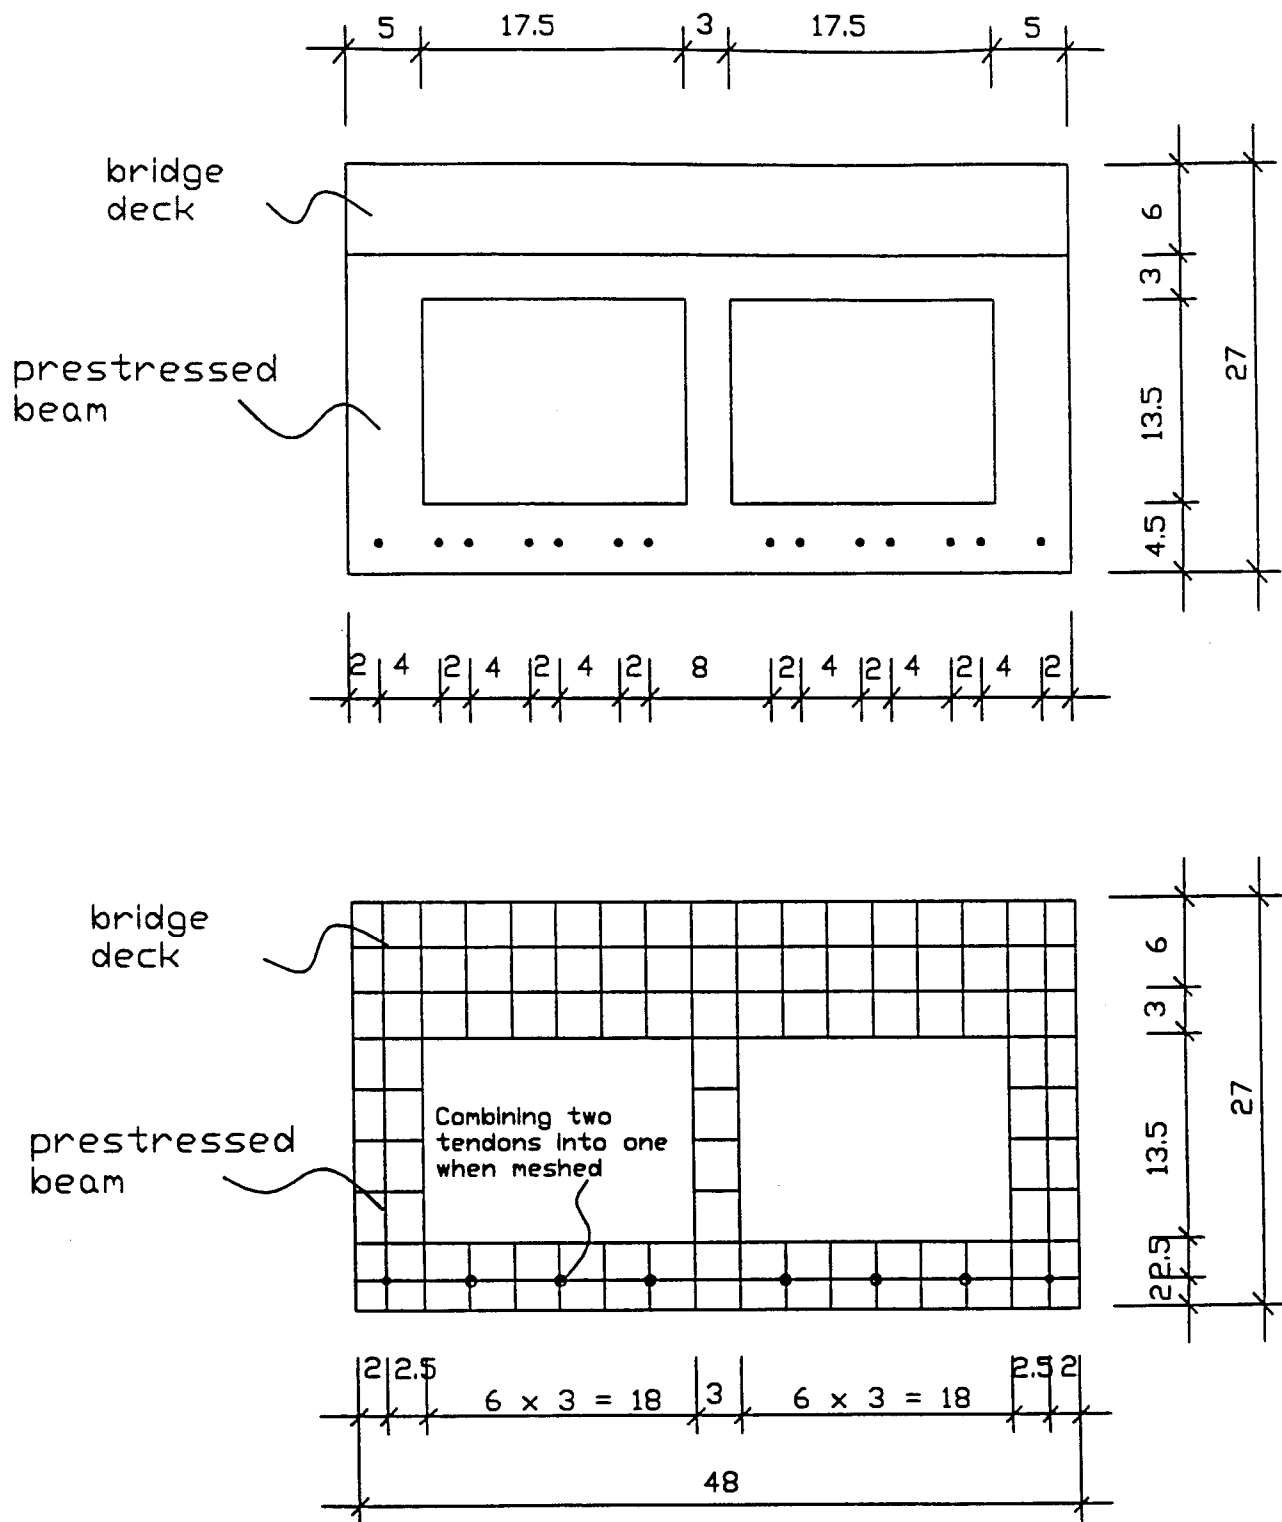 5 17.5 3 17.5 5
bridge
deck
6
3
prestressed
beam
13.5
27
4.5
2 4 2 4 2 4 2 8 2 4 2 4 2 4 2
bridge
deck
6
3
Combining two
tendons into one
when meshed
prestressed
beam
13.5
27
2.5
2
2 2.5 6 x 3 = 18 3 6 x 3 = 18 2.5 2
48